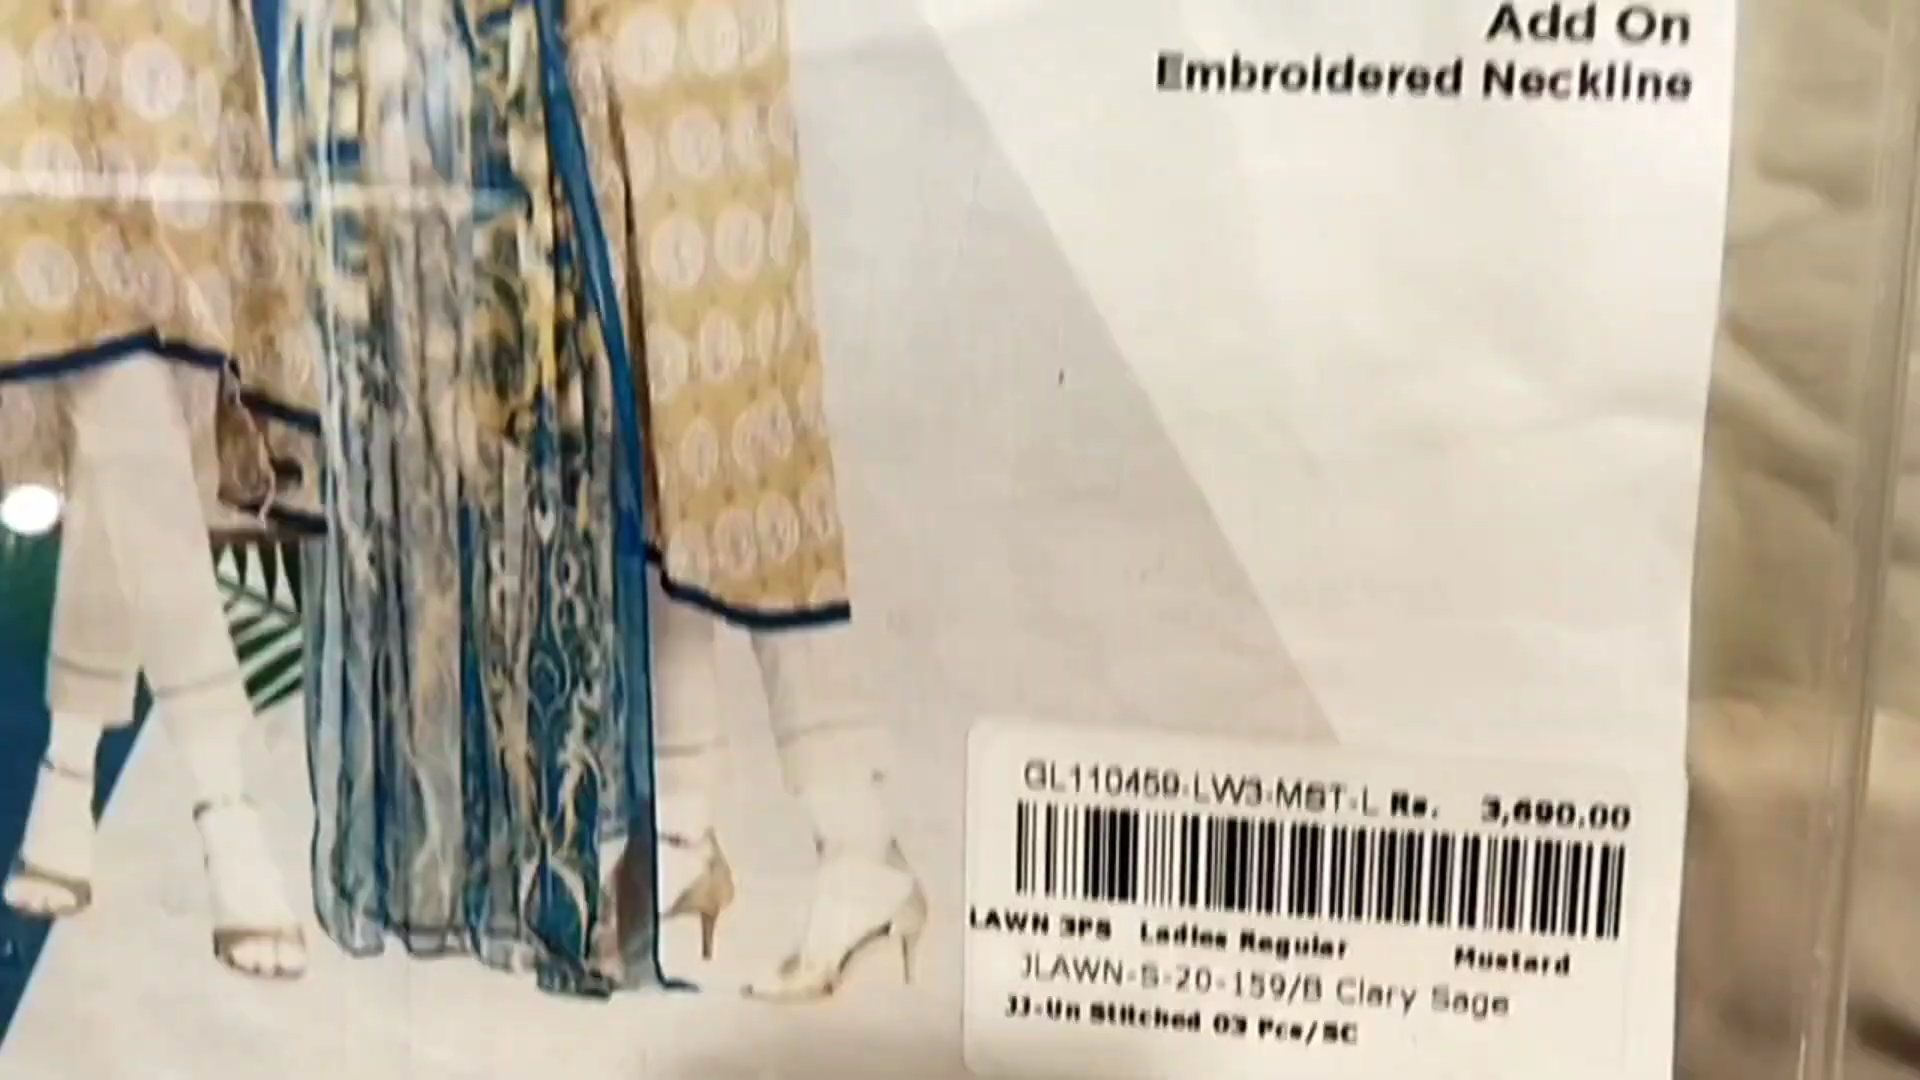 Add On
Embroidered Neckline
GL110459-LW3-MST-L Rs. 3,690.00
LAWN 3PS Ladies Regular Mustard
JLAWN-S-20-159/B Clary Sage
JJ-Un Stitched 03 Pcs/SC